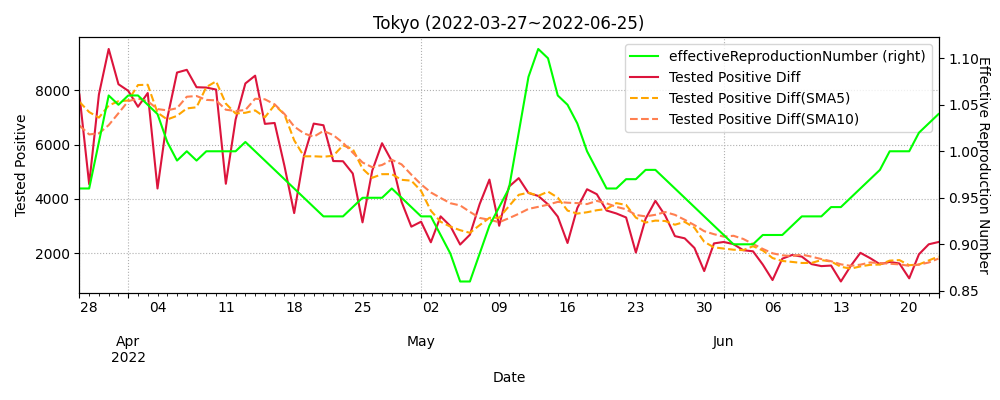 Tokyo (2022-03-27~2022-06-25)
effectiveReproductionNumber (right)
Tested Positive Diff
Tested Positive Diff(SMA5)
Tested Positive Diff(SMA10)
Tested Positive
8000
6000
4000
2000
Effective Reproduction Number
1.10
1.05
1.00
0.95
0.90
0.85
28 04 11 18 25 02 09 16 23 30 06 13 20
Apr May Jun
2022
Date